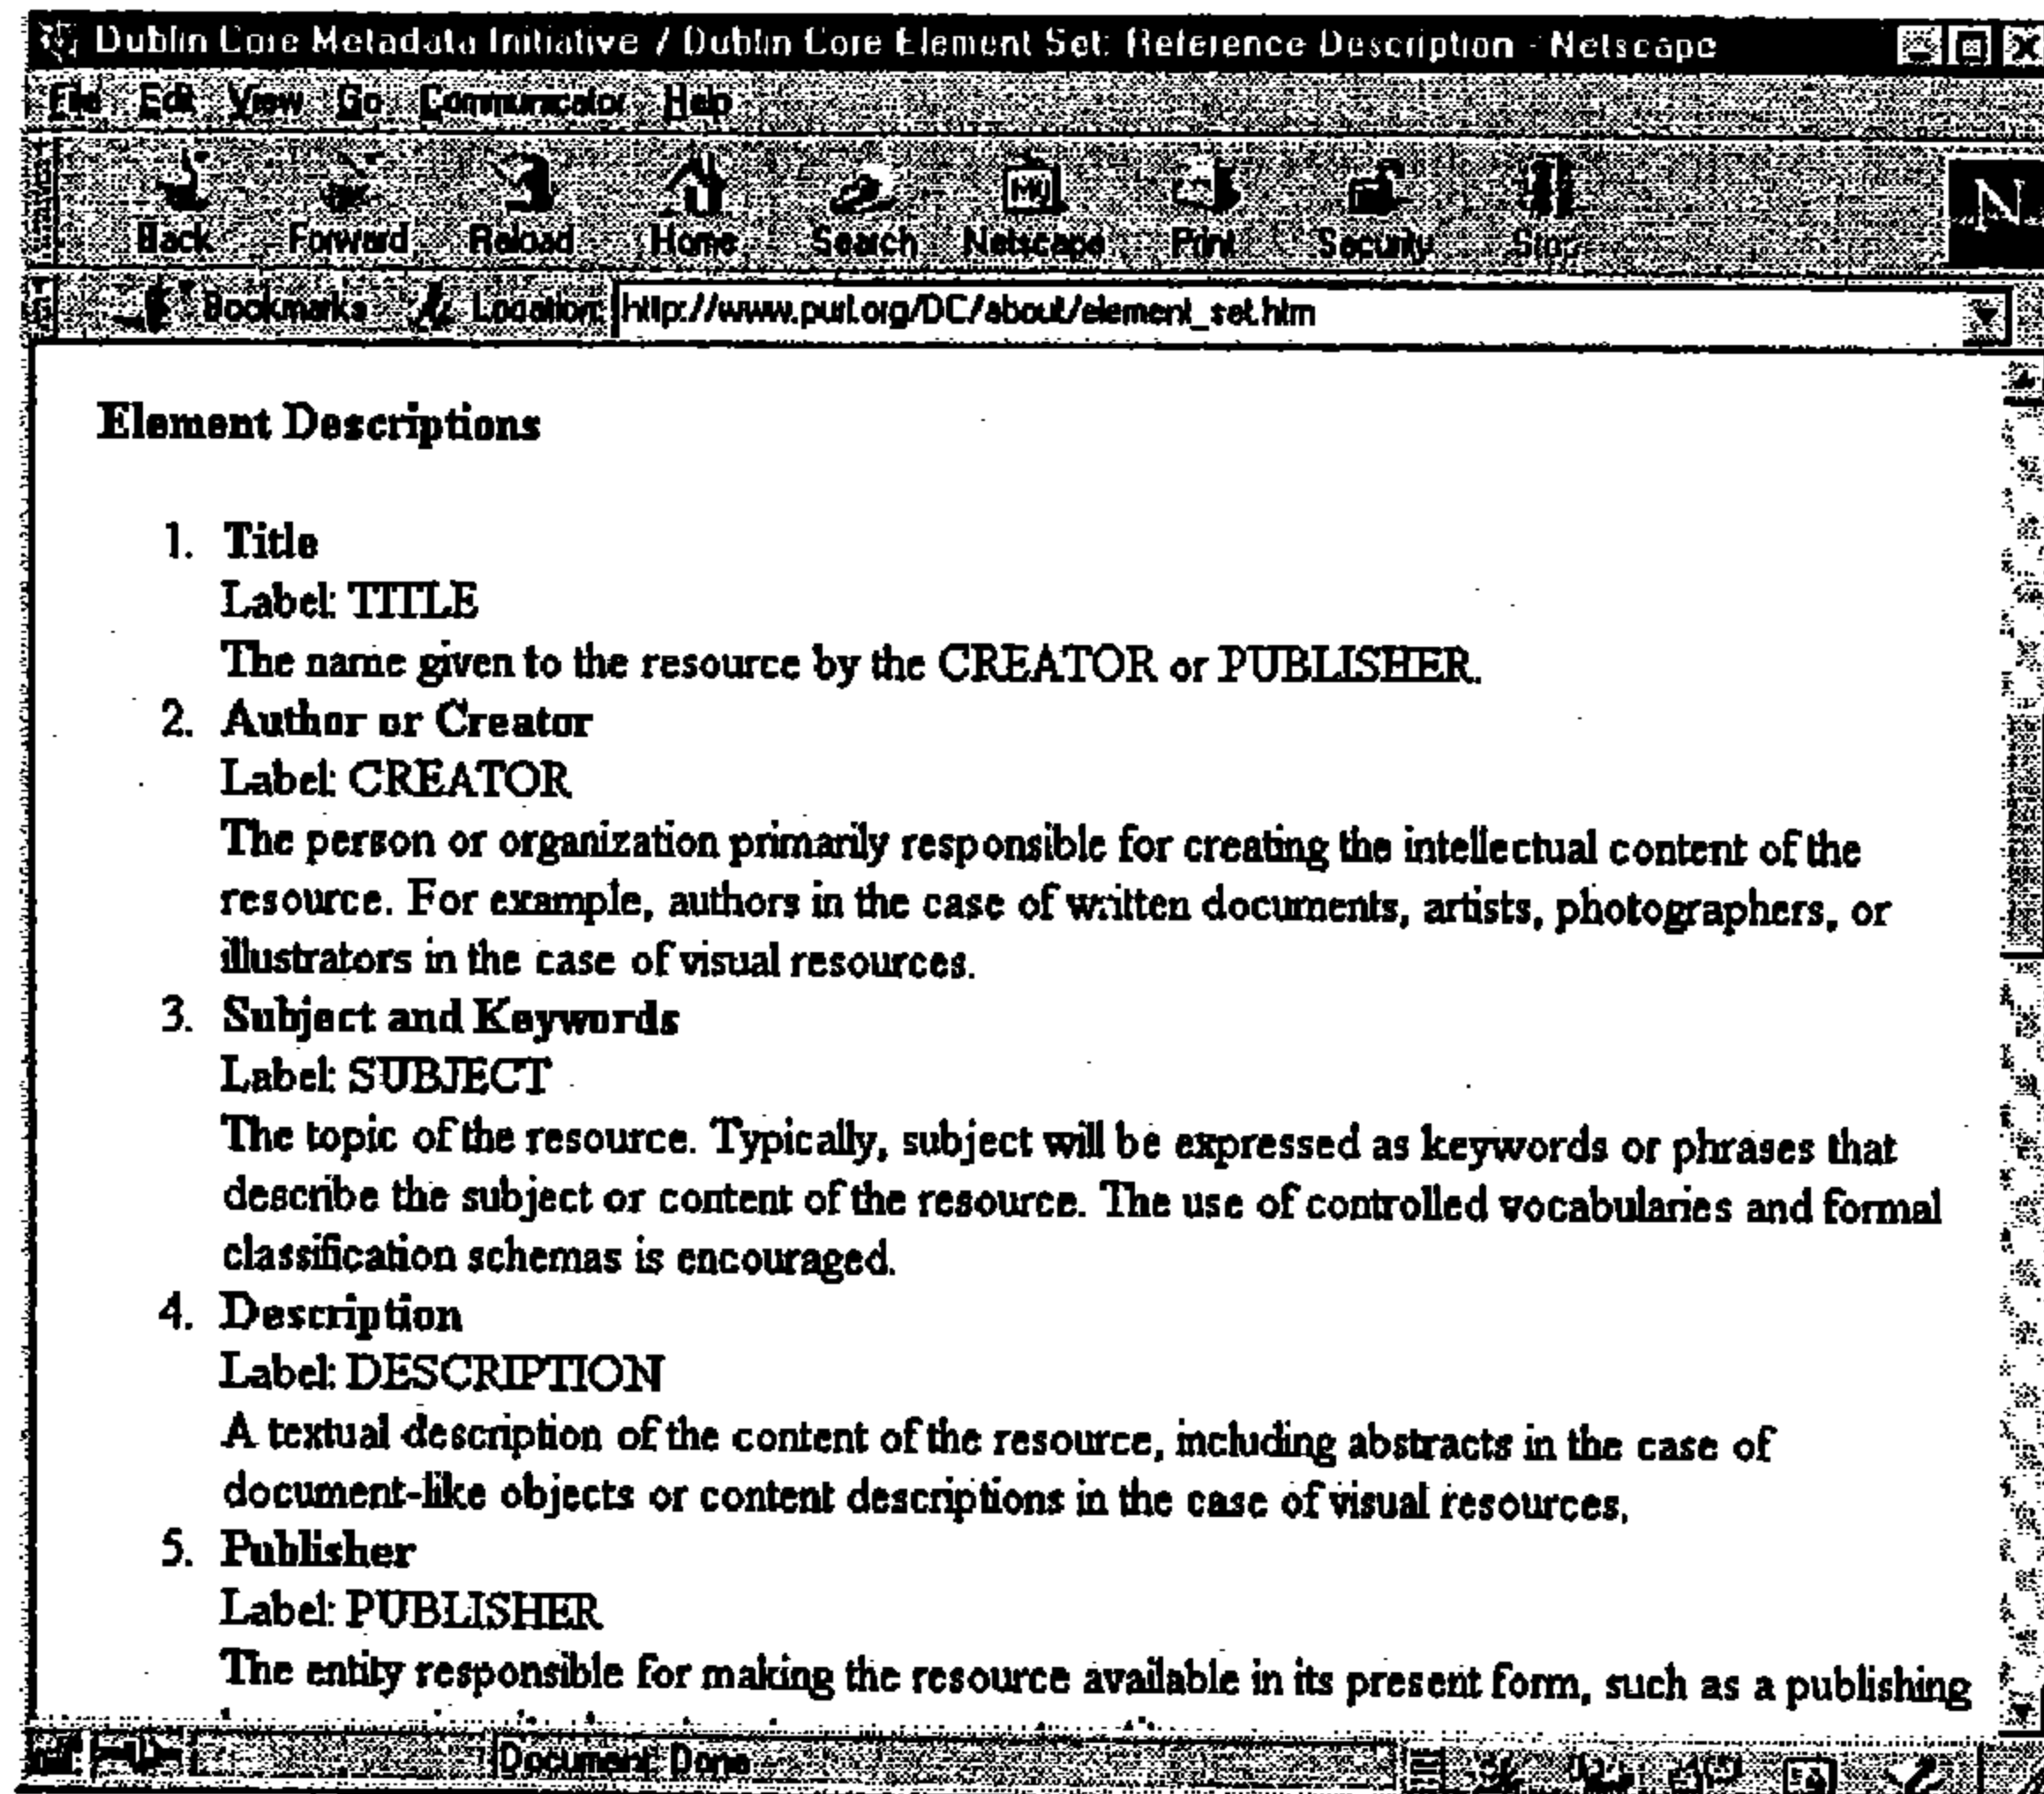 Dublin Core Metadata Initiative / Dublin Core Element Set: Reference Description - Netscape
File Edit View Go Communicator Help
Back Forward Reload Home Search Netscape Print Security Stop
N
Bookmarks Location: http://www.purl.org/DC/about/element_set.htm
Element Descriptions
1. Title
Label: TITLE
The name given to the resource by the CREATOR or PUBLISHER.
2. Author or Creator
Label: CREATOR
The person or organization primarily responsible for creating the intellectual content of the
resource. For example, authors in the case of written documents, artists, photographers, or
illustrators in the case of visual resources.
3. Subject and Keywords
Label: SUBJECT
The topic of the resource. Typically, subject will be expressed as keywords or phrases that
describe the subject or content of the resource. The use of controlled vocabularies and formal
classification schemas is encouraged.
4. Description
Label: DESCRIPTION
A textual description of the content of the resource, including abstracts in the case of
document-like objects or content descriptions in the case of visual resources.
5. Publisher
Label: PUBLISHER
The entity responsible for making the resource available in its present form, such as a publishing
Document: Done